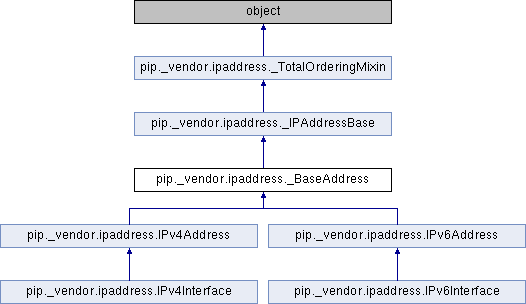 object
pip._vendor.ipaddress._TotalOrderingMixin
pip._vendor.ipaddress._IPAddressBase
pip._vendor.ipaddress._BaseAddress
pip._vendor.ipaddress.IPv4Address
pip._vendor.ipaddress.IPv6Address
pip._vendor.ipaddress.IPv4Interface
pip._vendor.ipaddress.IPv6Interface